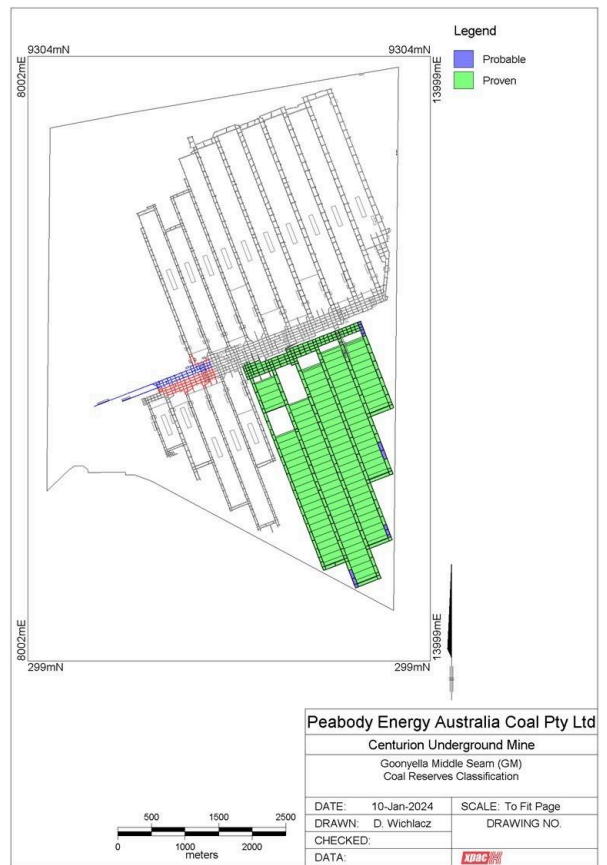 Legend
Probable
Proven
9304mN 9304mN
8002mE
13999mE
8002mE
13999mE
299mN 299mN
Peabody Energy Australia Coal Pty Ltd
Centurion Underground Mine
Goonyella Middle Seam (GM)
Coal Reserves Classification
DATE: 10-Jan-2024 SCALE: To Fit Page
DRAWN: D. Wichlacz DRAWING NO.
CHECKED:
DATA: xpac
500 1500 2500
0 1000 2000
meters